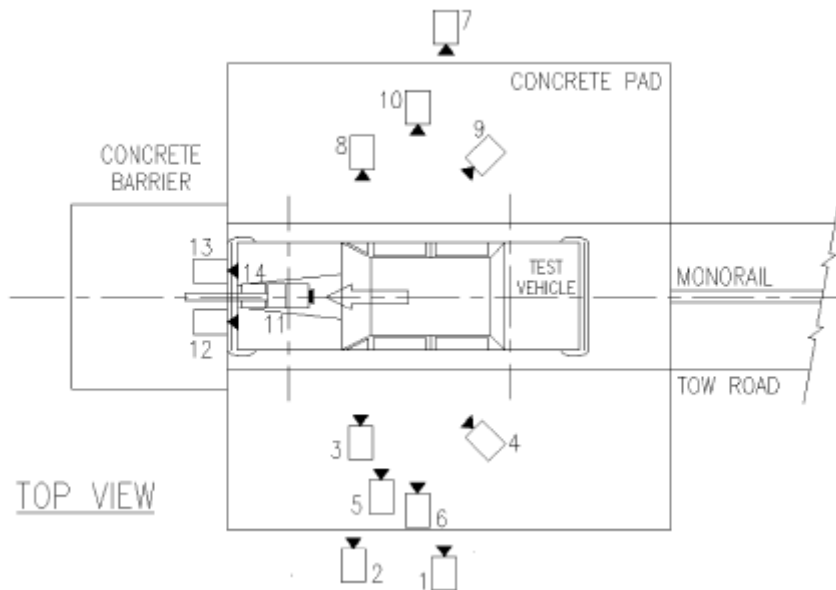 7
CONCRETE PAD
10
9
8
CONCRETE
BARRIER
13
14
TEST
VEHICLE
MONORAIL
11
12
TOW ROAD
3
4
5
6
TOP VIEW
2
1